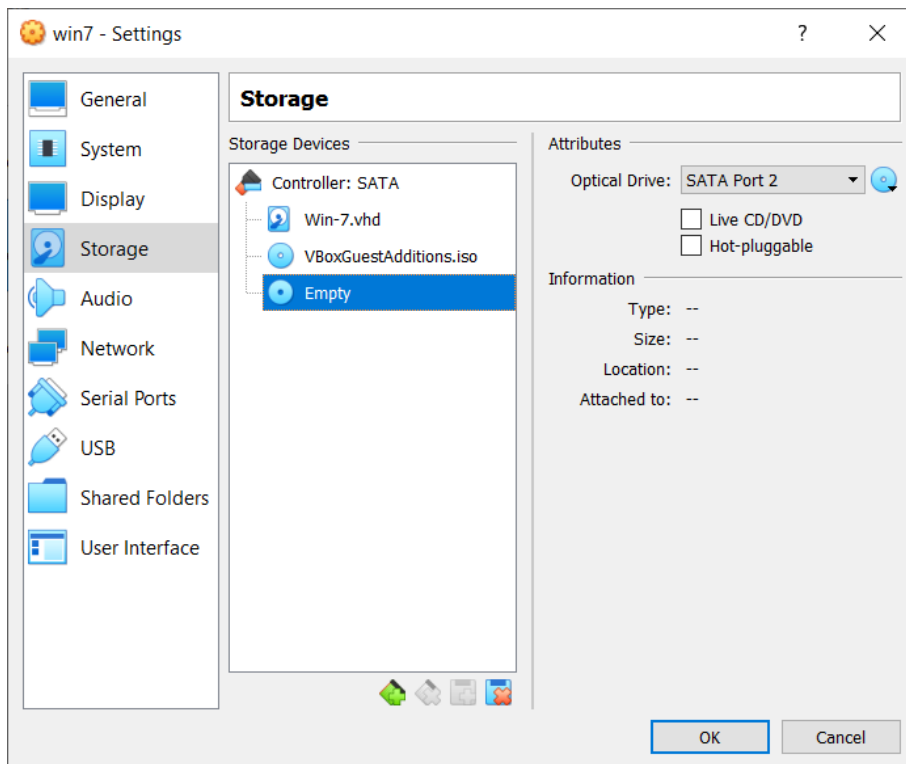 win7 - Settings
?
General
System
Display
Storage
Audio
Network
Serial Ports
USB
Shared Folders
User Interface
Storage
Storage Devices
Controller: SATA
Win-7.vhd
VBoxGuestAdditions.iso
Empty
Attributes
Optical Drive: SATA Port 2
Live CD/DVD
Hot-pluggable
Information
Type: --
Size: --
Location: --
Attached to: --
OK
Cancel